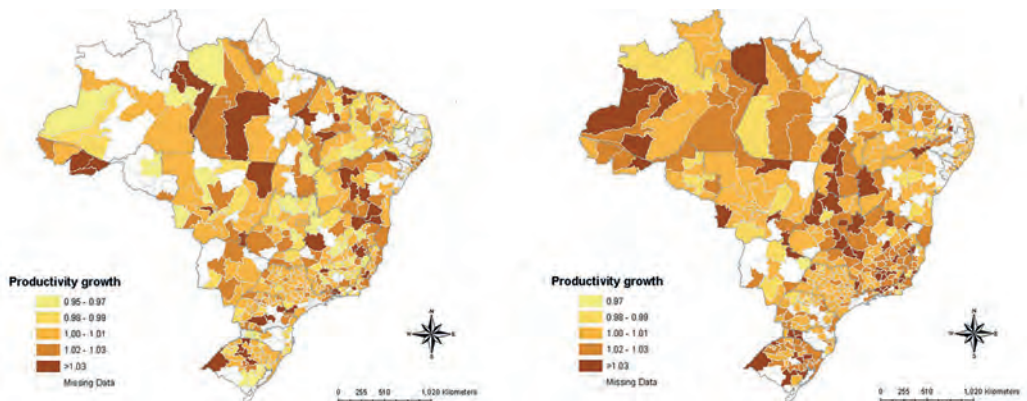 Productivity growth
0.95 - 0.97
0.98 - 0.99
1.00 - 1.01
1.02 - 1.03
>1.03
Missing Data
N
W E
S
0 255 510 1,020 Kilometers
Productivity growth
0.97
0.98 - 0.99
1.00 - 1.01
1.02 - 1.03
>1.03
Missing Data
N
W E
S
0 255 510 1,020 Kilometers